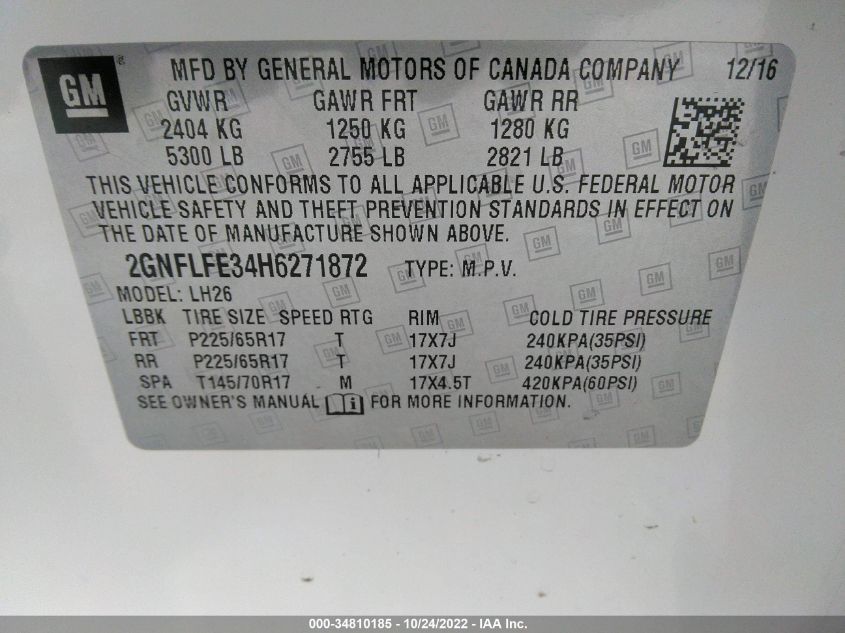 GM
MFD BY GENERAL MOTORS OF CANADA COMPANY 12/16
GVWR GAWR FRT GAWR RR
2404 KG 1250 KG 1280 KG
5300 LB 2755 LB 2821 LB
THIS VEHICLE CONFORMS TO ALL APPLICABLE U.S. FEDERAL MOTOR
VEHICLE SAFETY AND THEFT PREVENTION STANDARDS IN EFFECT ON
THE DATE OF MANUFACTURE SHOWN ABOVE.
2GNFLFE34H6271872 TYPE: M.P.V.
MODEL: LH26
LBBK TIRE SIZE SPEED RTG RIM COLD TIRE PRESSURE
FRT P225/65R17 T 17X7J 240KPA(35PSI)
RR P225/65R17 T 17X7J 240KPA(35PSI)
SPA T145/70R17 M 17X4.5T 420KPA(60PSI)
SEE OWNER'S MANUAL FOR MORE INFORMATION.
000-34810185 - 10/24/2022 - IAA Inc.